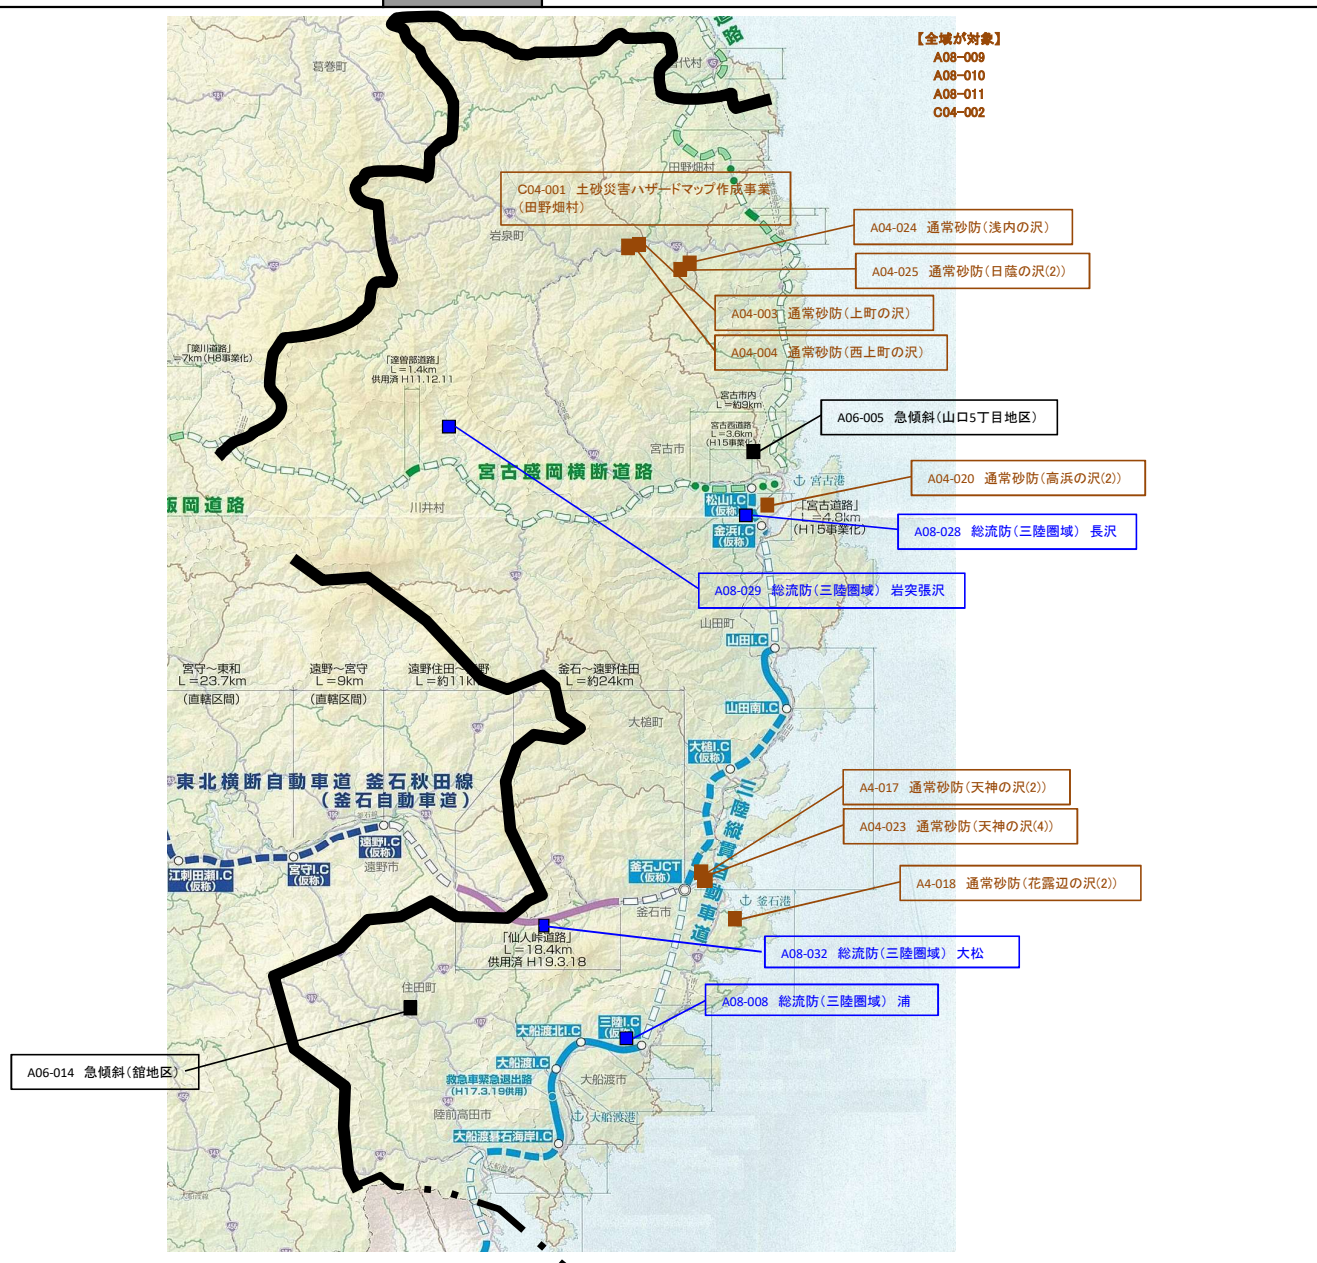 【全域が対象】
A08-009
A08-010
A08-011
C04-002
道路
葛巻町
田野畑村
C04-001 土砂災害ハザードマップ作成事業
（田野畑村）
岩泉町
A04-024 通常砂防（浅内の沢）
A04-025 通常砂防（日蔭の沢(2)）
A04-003 通常砂防（上町の沢）
A04-004 通常砂防（西上町の沢）
「簗川道路」
=7km（H8事業化）
「達曽部道路」
L=1.4km
供用済 H11.12.11
宮古市内
L=約9km
宮古西道路
L=3.6km
（H15事業化）
A06-005 急傾斜（山口5丁目地区）
宮古市
宮古盛岡横断道路
宮古港
A04-020 通常砂防（高浜の沢(2)）
川井村
松山I.C
（仮称）
「宮古道路」
L=4.8km
（H15事業化）
金浜I.C
（仮称）
A08-028 総流防（三陸圏域） 長沢
A08-029 総流防（三陸圏域） 岩突張沢
山田町
山田I.C
宮守～東和
L=23.7km
（直轄区間）
遠野～宮守
L=9km
（直轄区間）
遠野住田～遠野
L=約11km
釜石～遠野住田
L=約24km
山田南I.C
大槌町
大槌I.C
（仮称）
東北横断自動車道 釜石秋田線
（釜石自動車道）
三陸縦貫自動車道
A4-017 通常砂防（天神の沢(2)）
A04-023 通常砂防（天神の沢(4)）
遠野I.C
（仮称）
遠野市
宮守I.C
（仮称）
江刺田瀬I.C
（仮称）
釜石JCT
（仮称）
A4-018 通常砂防（花露辺の沢(2)）
釜石港
釜石市
「仙人峠道路」
L=18.4km
供用済 H19.3.18
A08-032 総流防（三陸圏域） 大松
住田町
A08-008 総流防（三陸圏域） 浦
三陸I.C
（仮称）
大船渡北I.C
大船渡I.C
A06-014 急傾斜（舘地区）
救急車緊急退出路
（H17.3.19供用）
大船渡市
陸前高田市
大船渡港
大船渡碁石海岸I.C